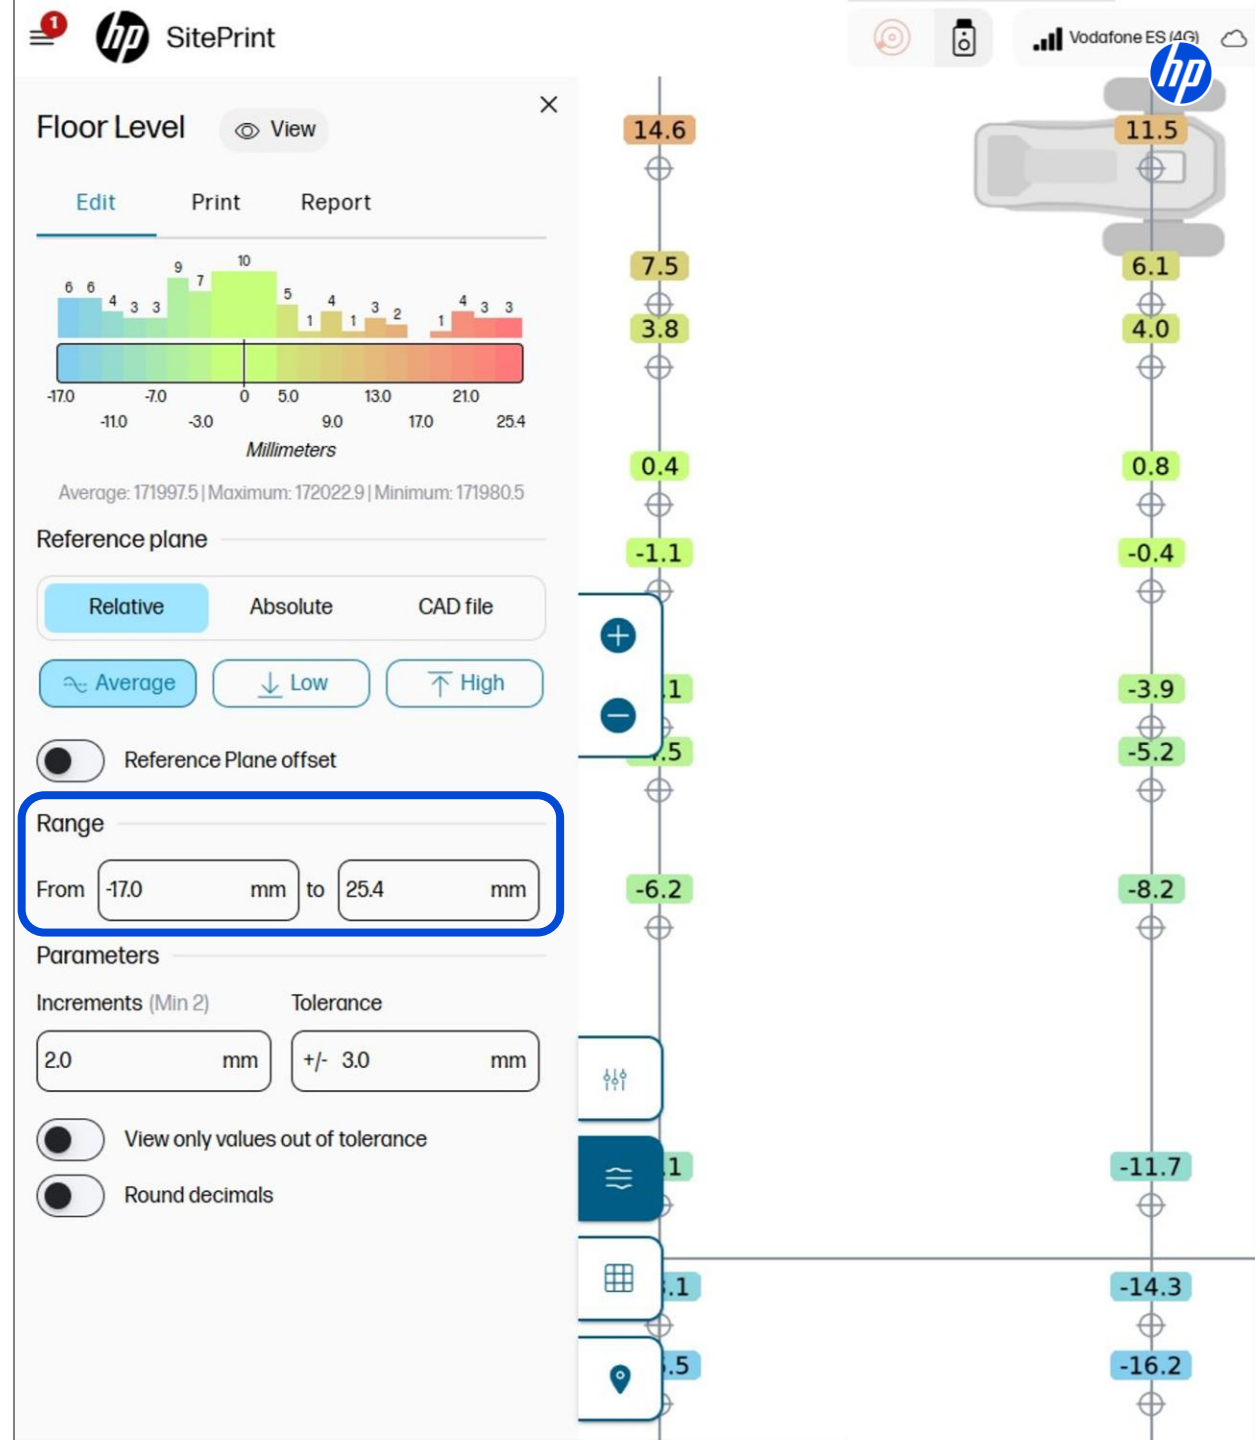 1
hp SitePrint
Vodafone ES (4G)
hp
Floor Level
View
Edit Print Report
6 6 4 3 3 9 7 10 5 1 4 1 3 2 1 4 3 3
-17.0 -7.0 0 5.0 13.0 21.0
-11.0 -3.0 9.0 17.0 25.4
Millimeters
Average: 171997.5 | Maximum: 172022.9 | Minimum: 171980.5
Reference plane
Relative Absolute CAD file
Average Low High
Reference Plane offset
Range
From -17.0 mm to 25.4 mm
Parameters
Increments (Min 2) Tolerance
2.0 mm +/- 3.0 mm
View only values out of tolerance
Round decimals
14.6 11.5
7.5 6.1
3.8 4.0
0.4 0.8
-1.1 -0.4
.1 -3.9
.5 -5.2
-6.2 -8.2
.1 -11.7
.1 -14.3
.5 -16.2